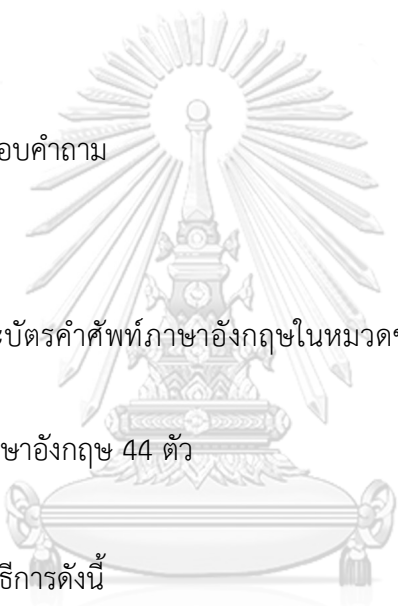 อบคำถาม
บัตรคำศัพท์ภาษาอังกฤษในหมวด
ษาอังกฤษ 44 ตัว
ธีการดังนี้